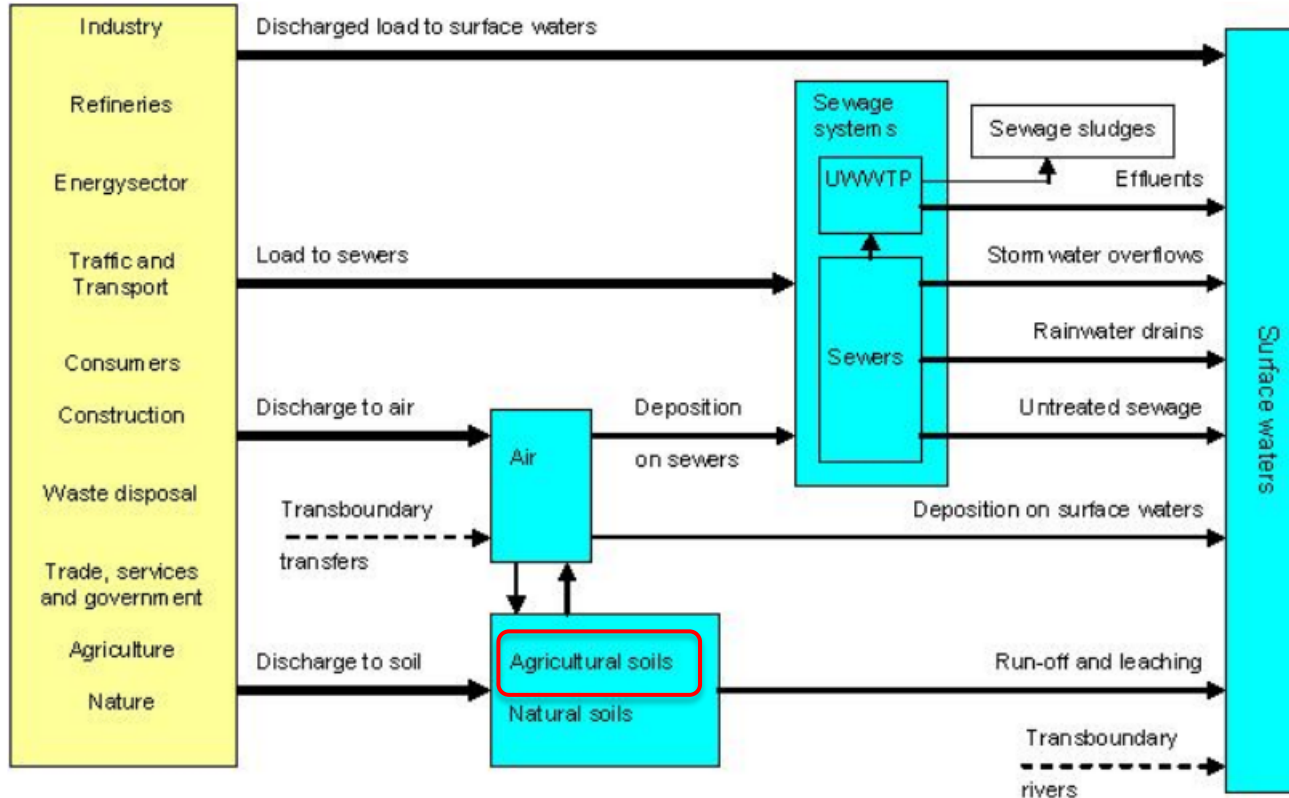 Industry
Refineries
Energysector
Traffic and
Transport
Consumers
Construction
Waste disposal
Trade, services
and government
Agriculture
Nature
Discharged load to surface waters
Load to sewers
Discharge to air
Transboundary
transfers
Discharge to soil
Air
Deposition
on sewers
Agricultural soils
Natural soils
Sewage
systems
UWWTP
Sewers
Sewage sludges
Effluents
Storm water overflows
Rainwater drains
Untreated sewage
Deposition on surface waters
Run-off and leaching
Transboundary
rivers
Surface waters